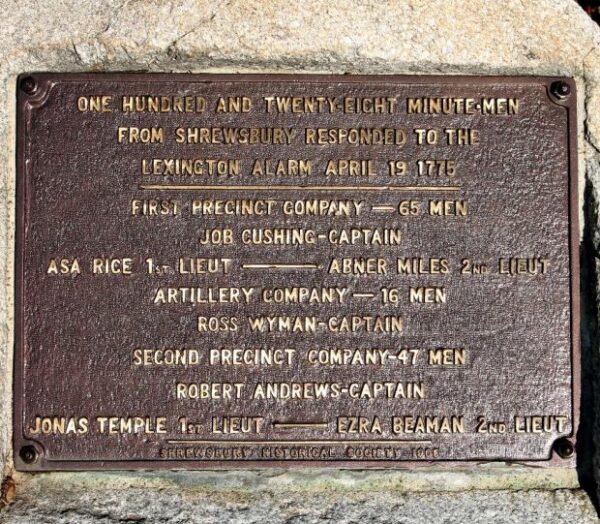 ONE HUNDRED AND TWENTY-EIGHT MINUTE-MEN
FROM SHREWSBURY RESPONDED TO THE
LEXINGTON ALARM APRIL 19 1775
FIRST PRECINCT COMPANY — 65 MEN
JOB CUSHING-CAPTAIN
ASA RICE 1ST LIEUT — ABNER MILES 2ND LIEUT
ARTILLERY COMPANY — 16 MEN
ROSS WYMAN-CAPTAIN
SECOND PRECINCT COMPANY-47 MEN
ROBERT ANDREWS-CAPTAIN
JONAS TEMPLE 1ST LIEUT — EZRA BEAMAN 2ND LIEUT
SHREWSBURY HISTORICAL SOCIETY